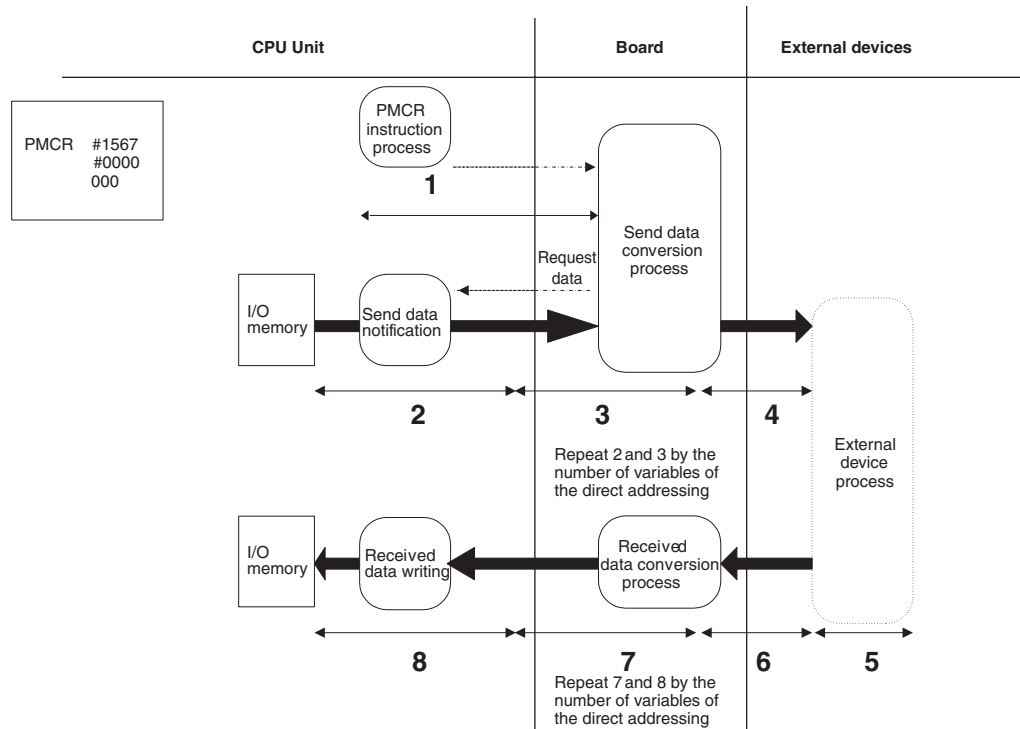 CPU Unit
Board
External devices
PMCR #1567
#0000
000
PMCR
instruction
process
1
Send data
conversion
process
Request
data
I/O
memory
Send data
notification
2
3
4
External
device
process
Repeat 2 and 3 by the
number of variables of
the direct addressing
I/O
memory
Received
data writing
Received
data conversion
process
8
7
6
5
Repeat 7 and 8 by the
number of variables of
the direct addressing